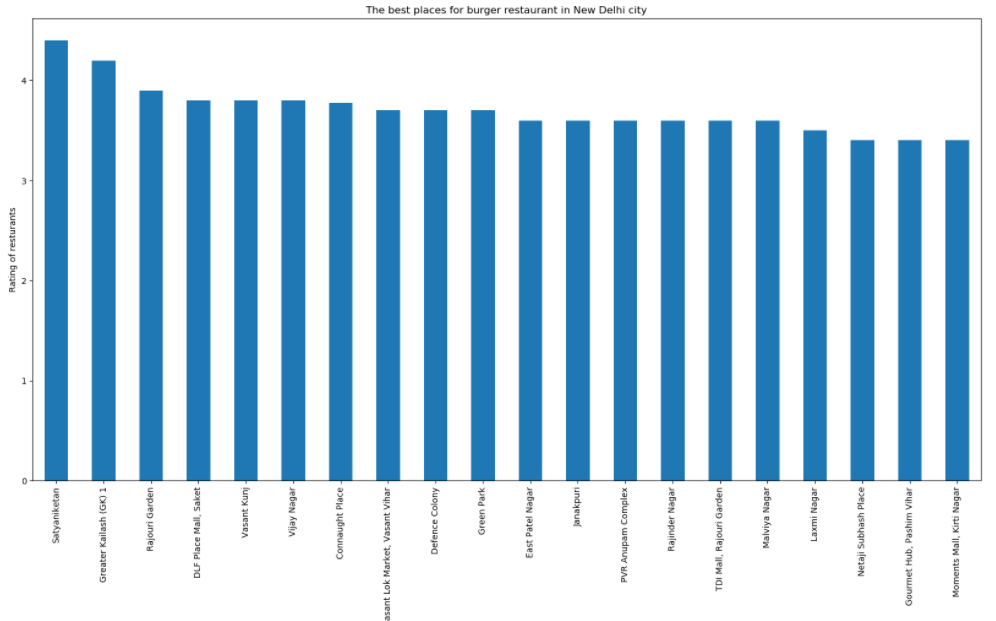 The best places for burger restaurant in New Delhi city
Rating of resturants
4
3
2
1
0
Satyaniketan
Greater Kailash (GK) 1
Rajouri Garden
DLF Place Mall, Saket
Vasant Kunj
Vijay Nagar
Connaught Place
asant Lok Market, Vasant Vihar
Defence Colony
Green Park
East Patel Nagar
Janakpuri
PVR Anupam Complex
Rajinder Nagar
TDI Mall, Rajouri Garden
Malviya Nagar
Laxmi Nagar
Netaji Subhash Place
Gourmet Hub, Pashim Vihar
Moments Mall, Kirti Nagar